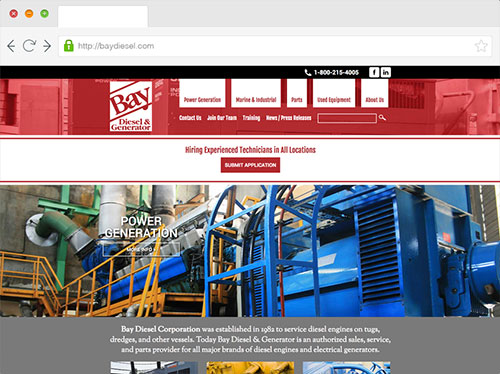 http://baydiesel.com
1-800-215-4005
f in
Bay
Diesel &
Generator
Power Generation Marine & Industrial Parts Used Equipment About Us
Contact Us Join Our Team Training News / Press Releases
Hiring Experienced Technicians in All Locations
SUBMIT APPLICATION
POWER
GENERATION
MORE INFO
Bay Diesel Corporation was established in 1982 to service diesel engines on tugs,
dredges, and other vessels. Today Bay Diesel & Generator is an authorized sales, service,
and parts provider for all major brands of diesel engines and electrical generators.